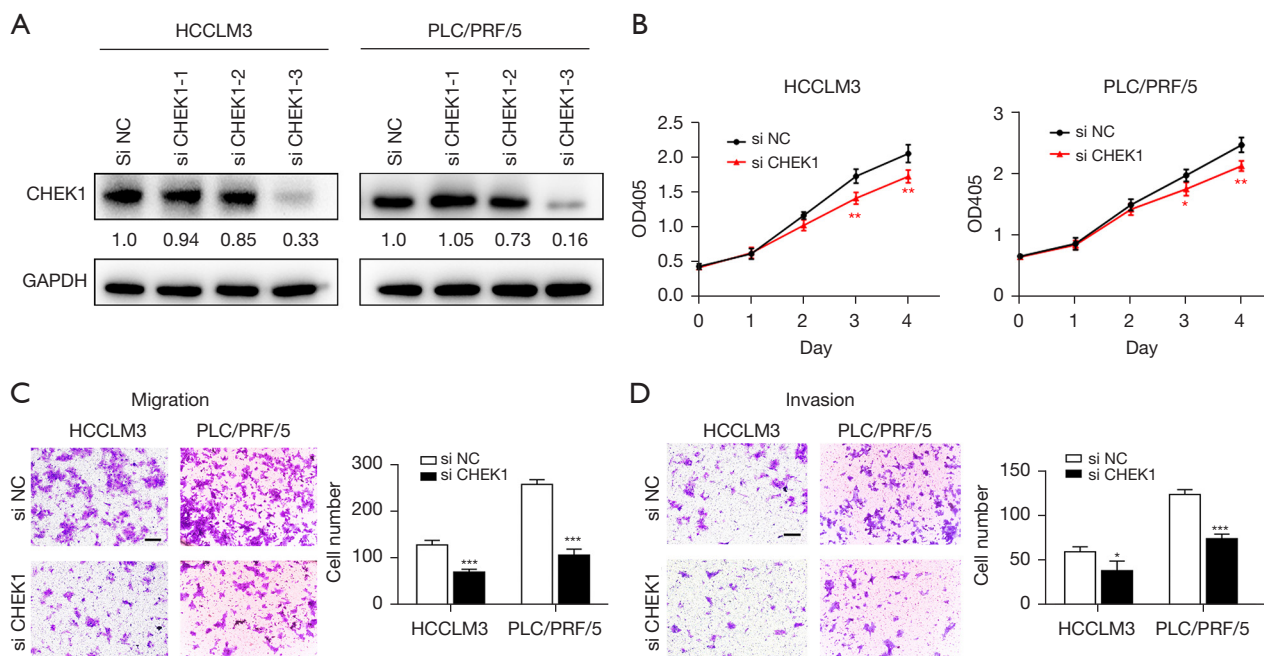 A
HCCLM3
PLC/PRF/5
Si NC
si CHEK1-1
si CHEK1-2
si CHEK1-3
Si NC
si CHEK1-1
si CHEK1-2
si CHEK1-3
CHEK1
1.0 0.94 0.85 0.33
1.0 1.05 0.73 0.16
GAPDH
B
HCCLM3
si NC
si CHEK1
OD405
2.5
2.0
1.5
1.0
0.5
0.0
** **
0 1 2 3 4
Day
PLC/PRF/5
si NC
si CHEK1
OD405
3
2
1
0
* **
0 1 2 3 4
Day
C
Migration
HCCLM3 PLC/PRF/5
si NC
si CHEK1
si NC
si CHEK1
Cell number
300
200
100
0
*** ***
HCCLM3 PLC/PRF/5
D
Invasion
HCCLM3 PLC/PRF/5
si NC
si CHEK1
si NC
si CHEK1
Cell number
150
100
50
0
* ***
HCCLM3 PLC/PRF/5